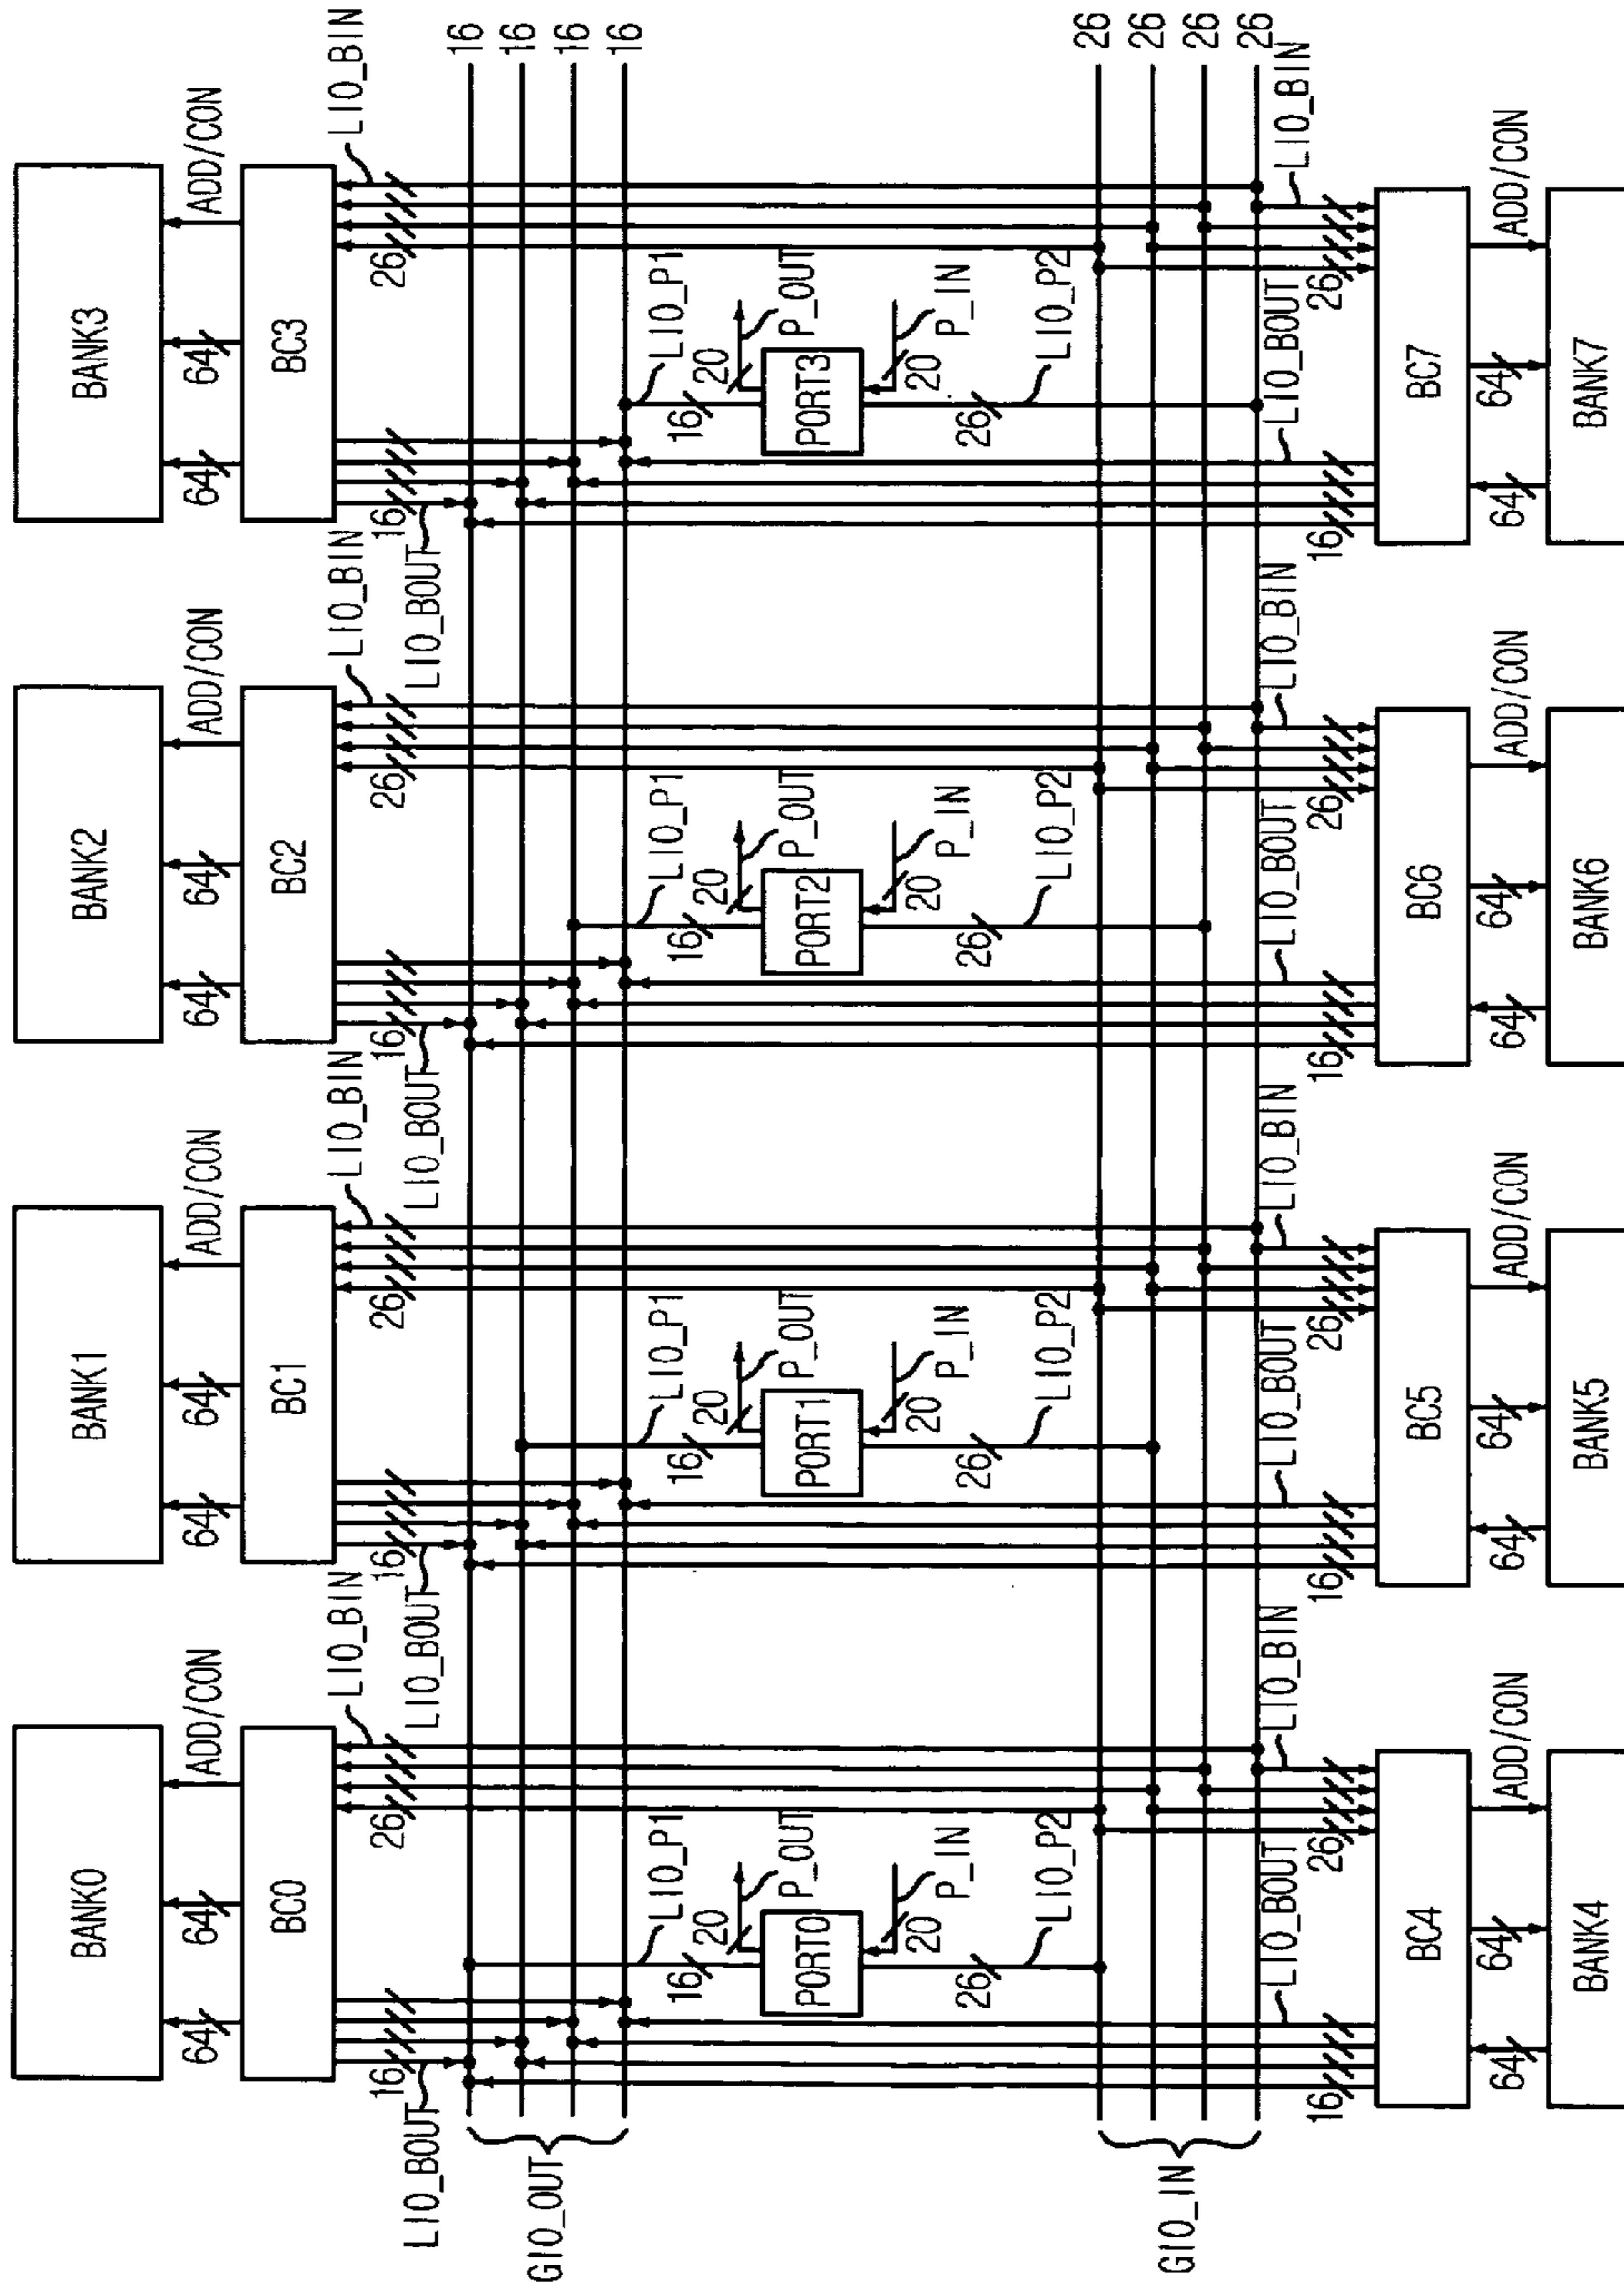 BANK0
BANK1
BANK2
BANK3
64
64
ADD/CON
64
64
ADD/CON
64
64
ADD/CON
64
64
ADD/CON
BC0
BC1
BC2
BC3
LIO_BIN
LIO_BIN
LIO_BIN
LIO_BIN
16
26
16
26
16
26
16
26
LIO_BOUT
LIO_BOUT
LIO_BOUT
LIO_BOUT
16
16
16
16
GIO_OUT
LIO_P1
LIO_P1
LIO_P1
LIO_P1
16
20
16
20
16
20
16
20
P_OUT
P_OUT
P_OUT
P_OUT
PORT0
PORT1
PORT2
PORT3
20
P_IN
20
P_IN
20
P_IN
20
P_IN
26
26
26
26
LIO_P2
LIO_P2
LIO_P2
LIO_P2
26
26
26
26
GIO_IN
LIO_BOUT
LIO_BIN
LIO_BOUT
LIO_BIN
LIO_BOUT
LIO_BIN
LIO_BOUT
LIO_BIN
16
26
16
26
16
26
16
26
BC4
BC5
BC6
BC7
64
64
ADD/CON
64
64
ADD/CON
64
64
ADD/CON
64
64
ADD/CON
BANK4
BANK5
BANK6
BANK7